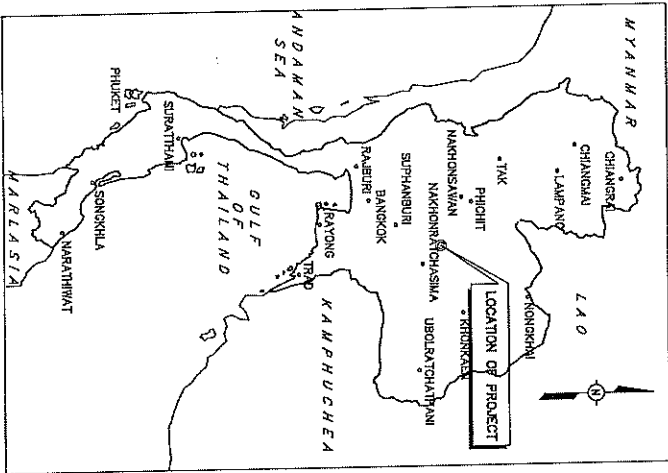 MYANMAR
CHIANGRAI
CHIANGMAI
LAMPANG
LAO
NONGKHAI
TAK
PHICHIT
LOCATION OF PROJECT
KHONKAEN
NAKHONSAWAN
NAKHONRATCHASIMA
UBOLRATCHATHANI
SUPHANBURI
BANGKOK
RAJBURI
ANDAMAN
SEA
RAYONG
TRAD
KAMPHUCHEA
GULF
OF
THAILAND
SURATTHANI
PHUKET
SONGKHLA
NARATHIWAT
MARLASIA
N